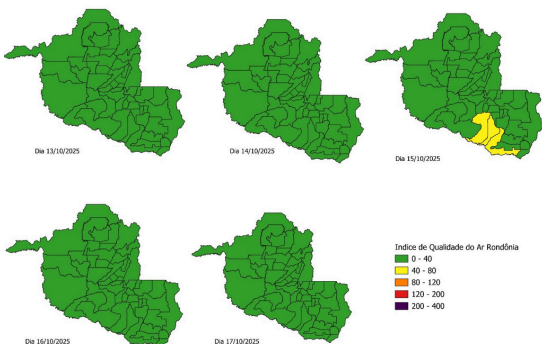 Dia 13/10/2025
Dia 14/10/2025
Dia 15/10/2025
Dia 16/10/2025
Dia 17/10/2025
Indice de Qualidade do Ar Rondônia
0 - 40
40 - 80
80 - 120
120 - 200
200 - 400